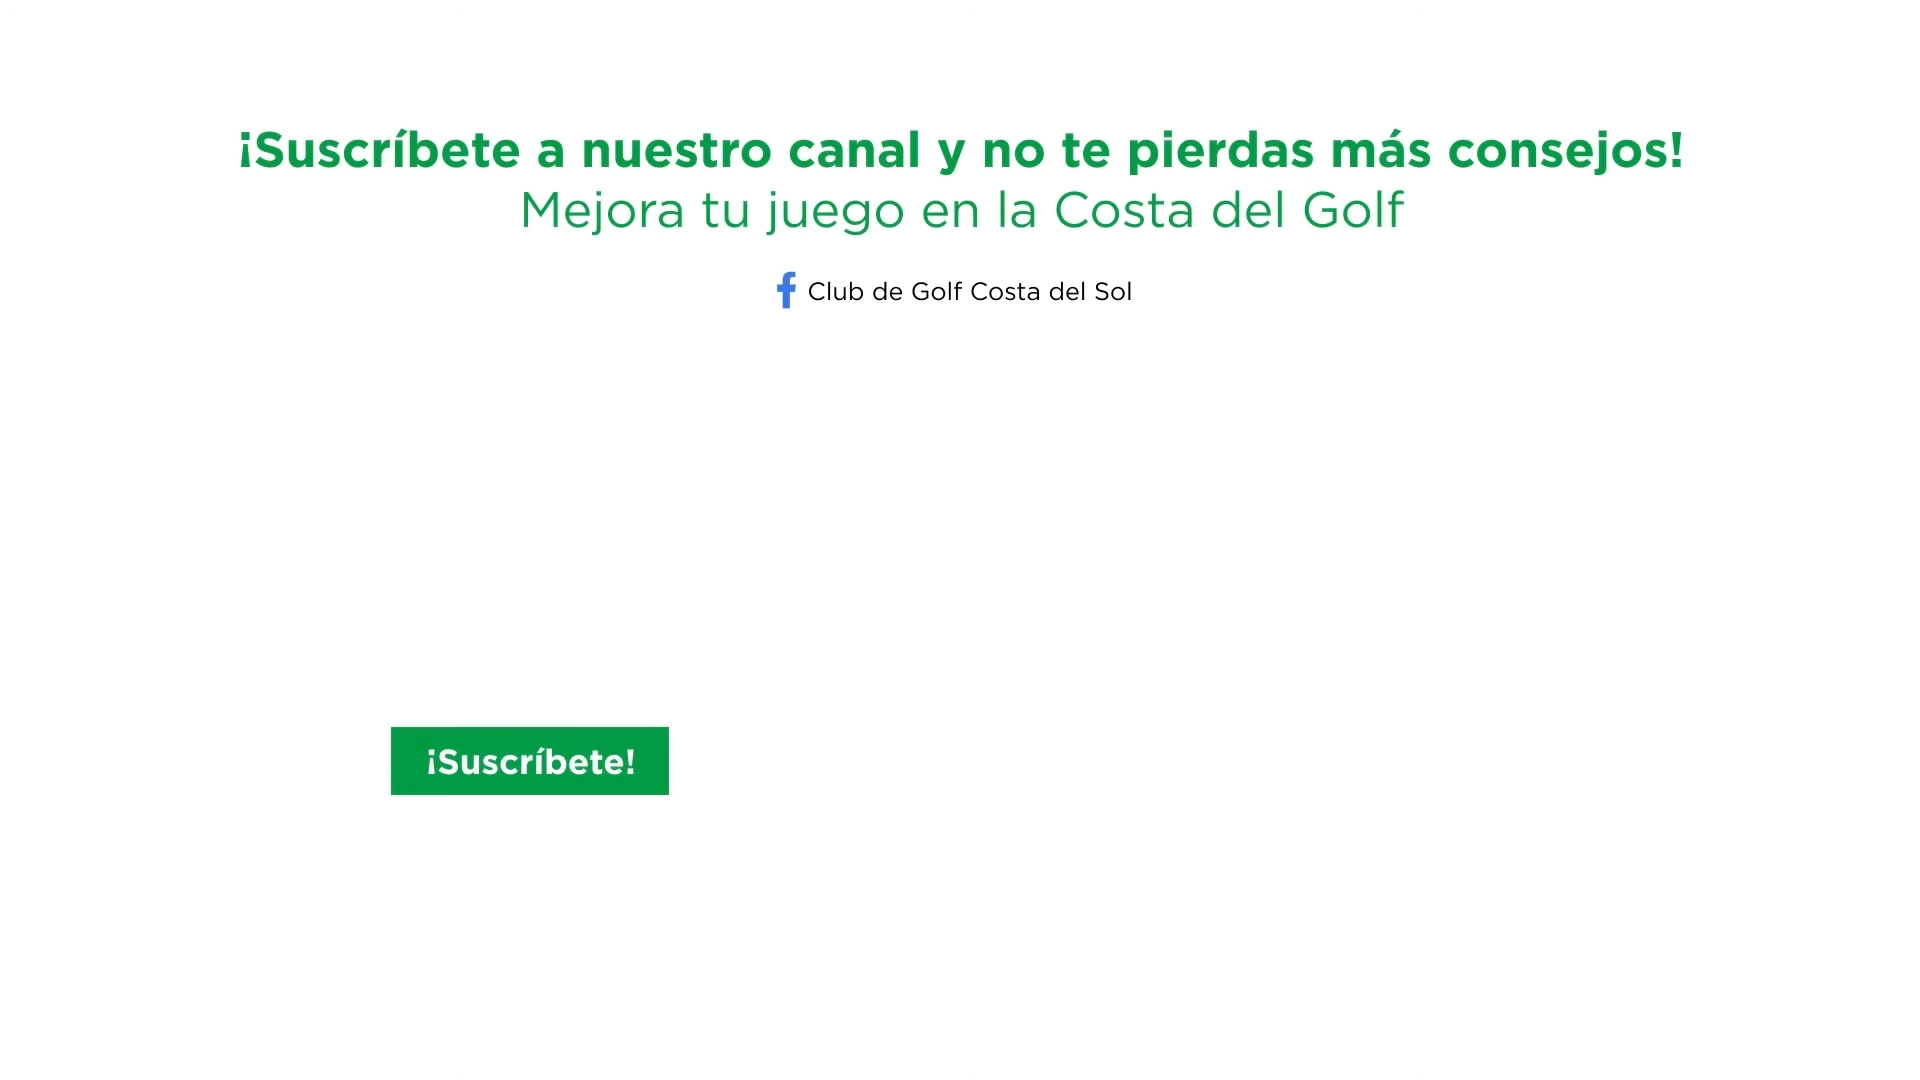 ¡Suscríbete a nuestro canal y no te pierdas más consejos!
Mejora tu juego en la Costa del Golf
Club de Golf Costa del Sol
¡Suscríbete!